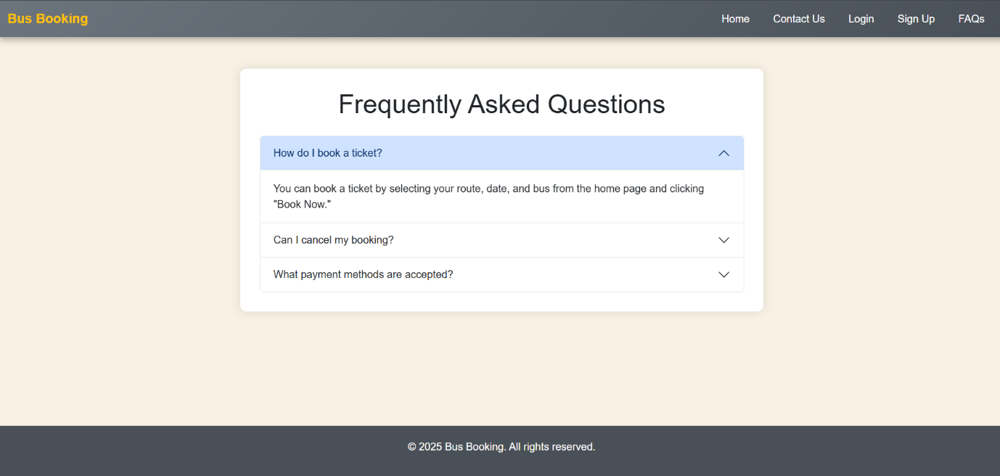 Bus Booking
Home
Contact Us
Login
Sign Up
FAQs
Frequently Asked Questions
How do I book a ticket?
You can book a ticket by selecting your route, date, and bus from the home page and clicking
"Book Now."
Can I cancel my booking?
What payment methods are accepted?
© 2025 Bus Booking. All rights reserved.